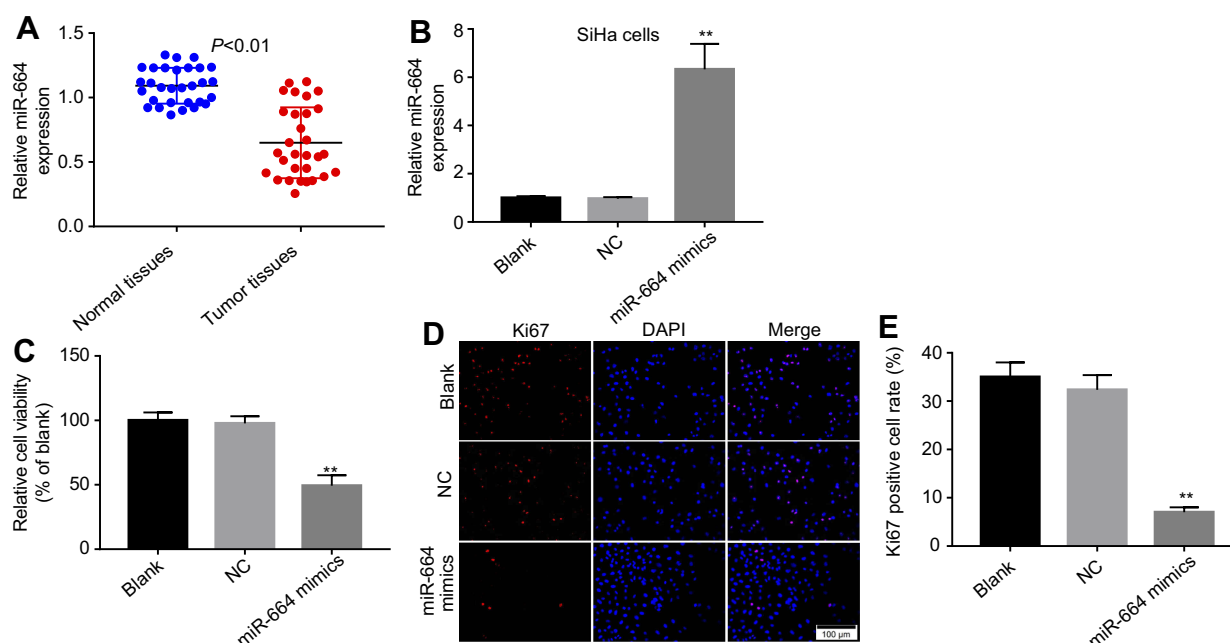 A
Relative miR-664
expression
1.5
1.0
0.5
0.0
P<0.01
Normal tissues
Tumor tissues
B
Relative miR-664
expression
8
6
4
2
0
SiHa cells
**
Blank
NC
miR-664 mimics
C
Relative cell viability
(% of blank)
150
100
50
0
**
Blank
NC
miR-664 mimics
D
Ki67
DAPI
Merge
Blank
NC
miR-664
mimics
100 µm
E
Ki67 positive cell rate (%)
40
30
20
10
0
**
Blank
NC
miR-664 mimics